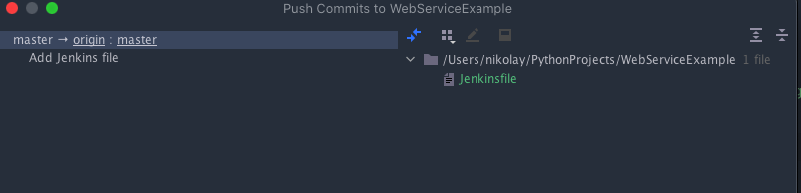 Push Commits to WebServiceExample
master → origin : master
Add Jenkins file
/Users/nikolay/PythonProjects/WebServiceExample 1 file
Jenkinsfile